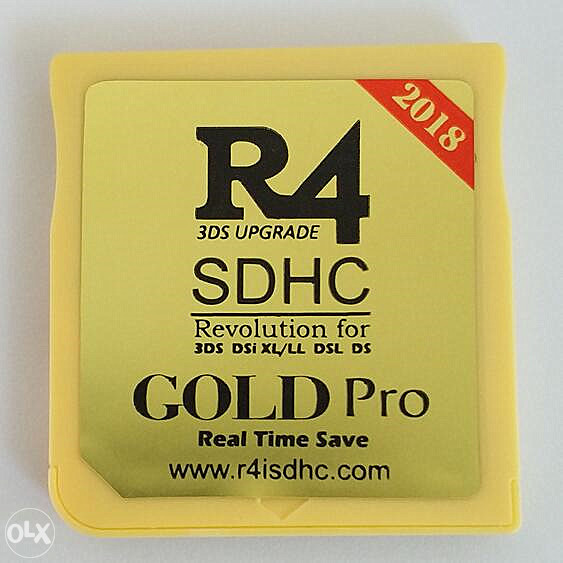 2018
R4
3DS UPGRADE
SDHC
Revolution for
3DS DSi XL/LL DSL DS
GOLD Pro
Real Time Save
www.r4isdhc.com
OLX